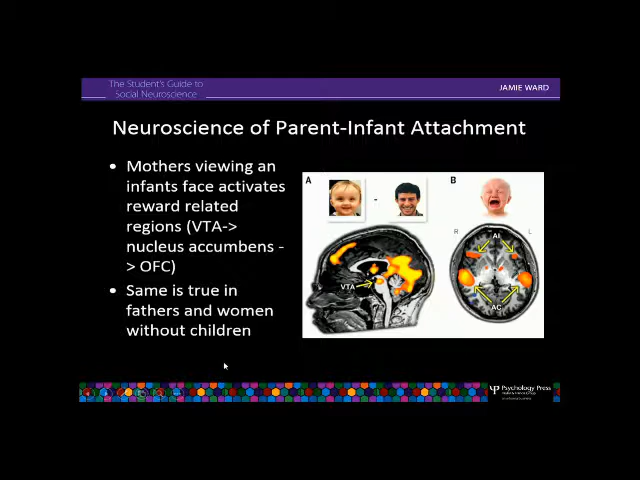 The Student's Guide to
Social Neuroscience
JAMIE WARD
Neuroscience of Parent-Infant Attachment
• Mothers viewing an
infants face activates
reward related
regions (VTA->
nucleus accumbens -
> OFC)
• Same is true in
fathers and women
without children
A
-
B
R
L
AI
VTA
AC
Psychology Press